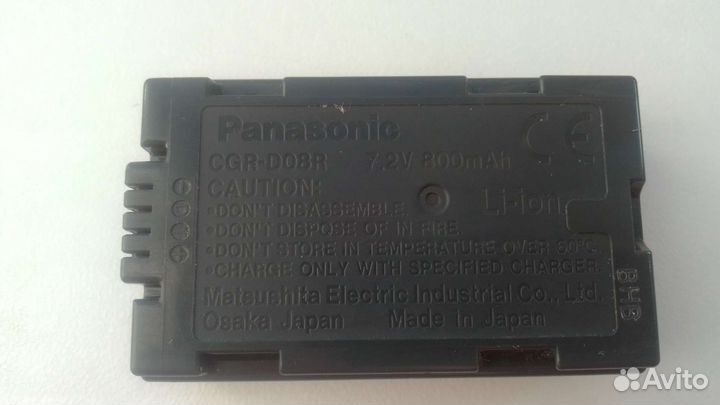 Panasonic
CGR-D08R 7.2V 800mAh
CAUTION:
Li-ion
•DON'T DISASSEMBLE.
•DON'T DISPOSE OF IN FIRE.
•DON'T STORE IN TEMPERATURE OVER 60°C.
•CHARGE ONLY WITH SPECIFIED CHARGER.
Matsushita Electric Industrial Co., Ltd.
Osaka Japan Made in Japan
CE
BHG
Avito